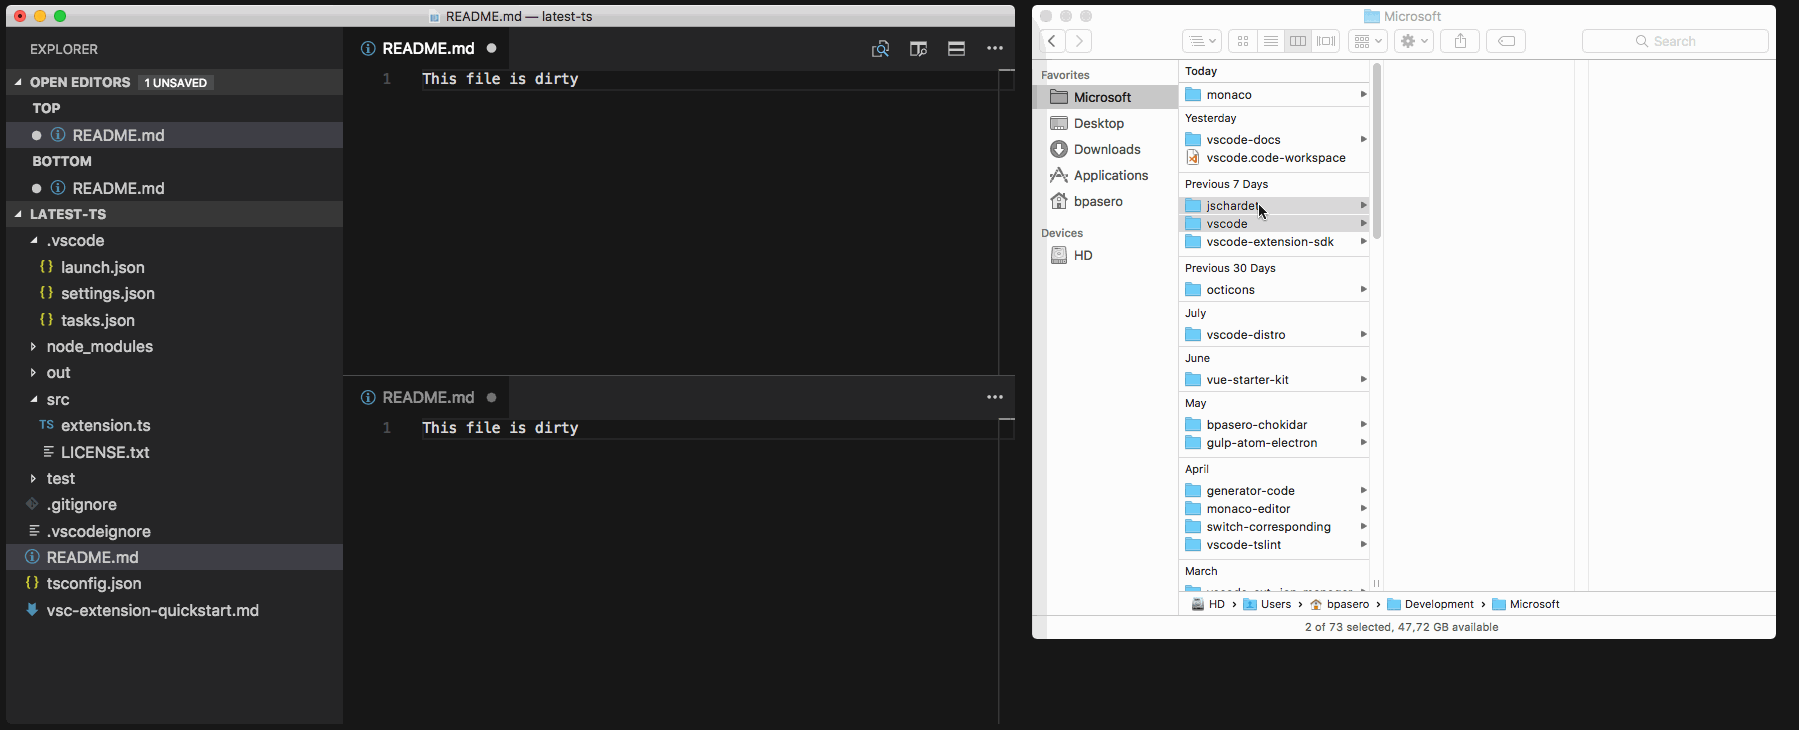 README.md — latest-ts
EXPLORER
OPEN EDITORS 1 UNSAVED
TOP
README.md
BOTTOM
README.md
LATEST-TS
.vscode
{} launch.json
{} settings.json
{} tasks.json
node_modules
out
src
TS extension.ts
LICENSE.txt
test
.gitignore
.vscodeignore
README.md
{} tsconfig.json
vsc-extension-quickstart.md
README.md
1 This file is dirty
README.md
1 This file is dirty
Microsoft
Search
Favorites
Microsoft
Desktop
Downloads
Applications
bpasero
Devices
HD
Today
monaco
Yesterday
vscode-docs
vscode.code-workspace
Previous 7 Days
jschardet
vscode
vscode-extension-sdk
Previous 30 Days
octicons
July
vscode-distro
June
vue-starter-kit
May
bpasero-chokidar
gulp-atom-electron
April
generator-code
monaco-editor
switch-corresponding
vscode-tslint
March
HD › Users › bpasero › Development › Microsoft
2 of 73 selected, 47,72 GB available